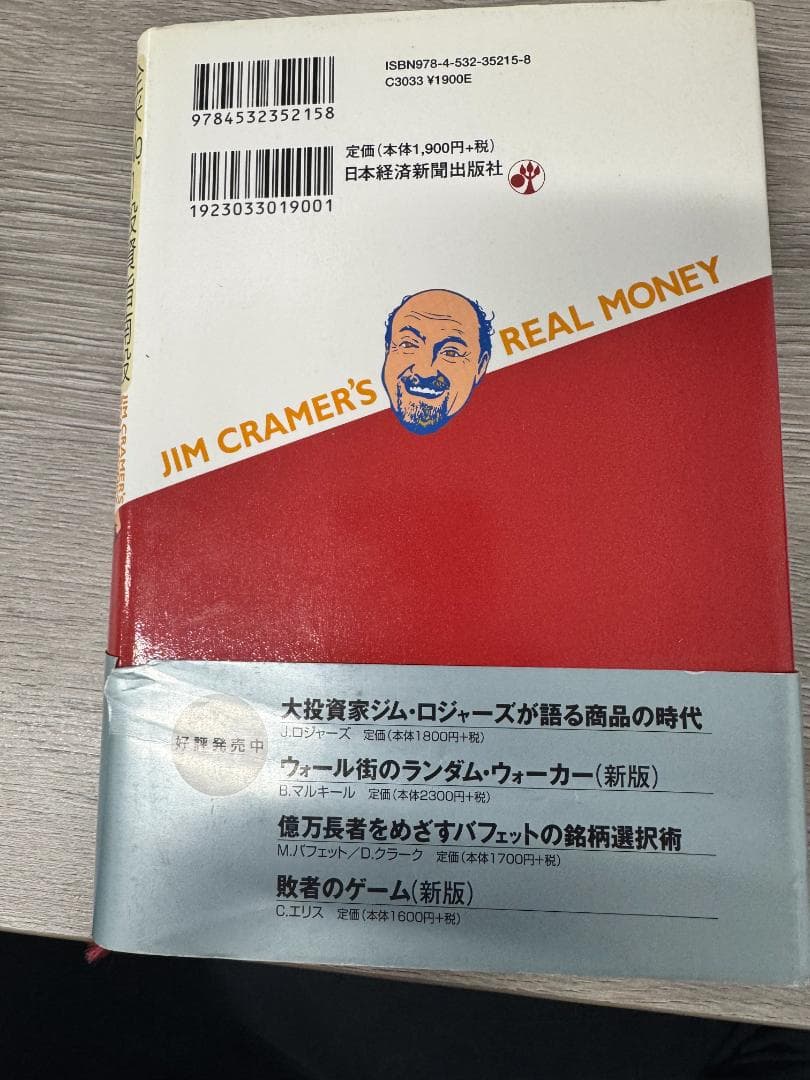 ISBN978-4-532-35215-8
C3033 ¥1900E
9784532352158
定価(本体1,900円+税)
日本経済新聞出版社
1923033019001
JIM CRAMER'S
REAL MONEY
JIM CRAMER'S
好評発売中
大投資家ジム・ロジャーズが語る商品の時代
J.ロジャーズ 定価(本体1800円+税)
ウォール街のランダム・ウォーカー(新版)
B.マルキール 定価(本体2300円+税)
億万長者をめざすバフェットの銘柄選択術
M.バフェット/D.クラーク 定価(本体1700円+税)
敗者のゲーム(新版)
C.エリス 定価(本体1600円+税)